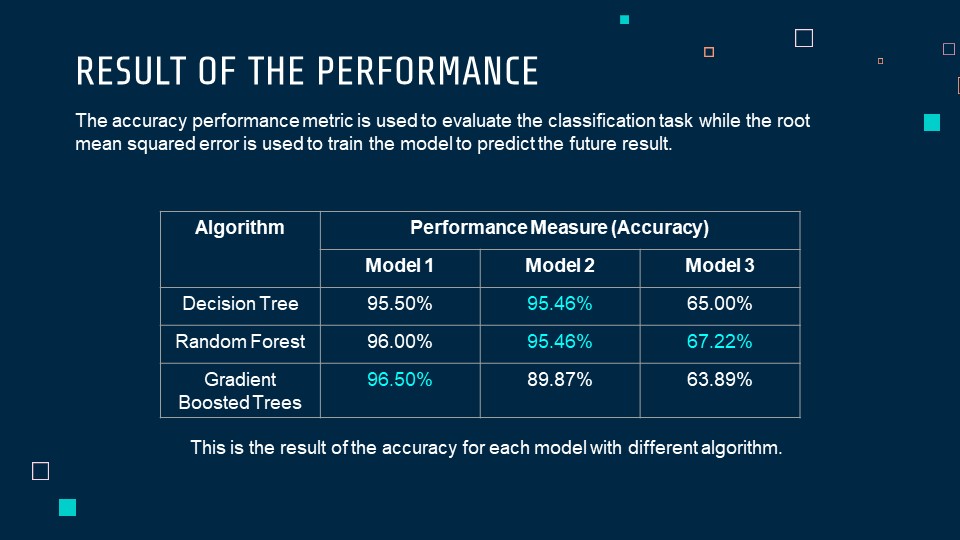 RESULT OF THE PERFORMANCE
The accuracy performance metric is used to evaluate the classification task while the root
mean squared error is used to train the model to predict the future result.
Algorithm Performance Measure (Accuracy)
Model 1 Model 2 Model 3
Decision Tree 95.50% 95.46% 65.00%
Random Forest 96.00% 95.46% 67.22%
Gradient 96.50% 89.87% 63.89%
Boosted Trees
This is the result of the accuracy for each model with different algorithm.